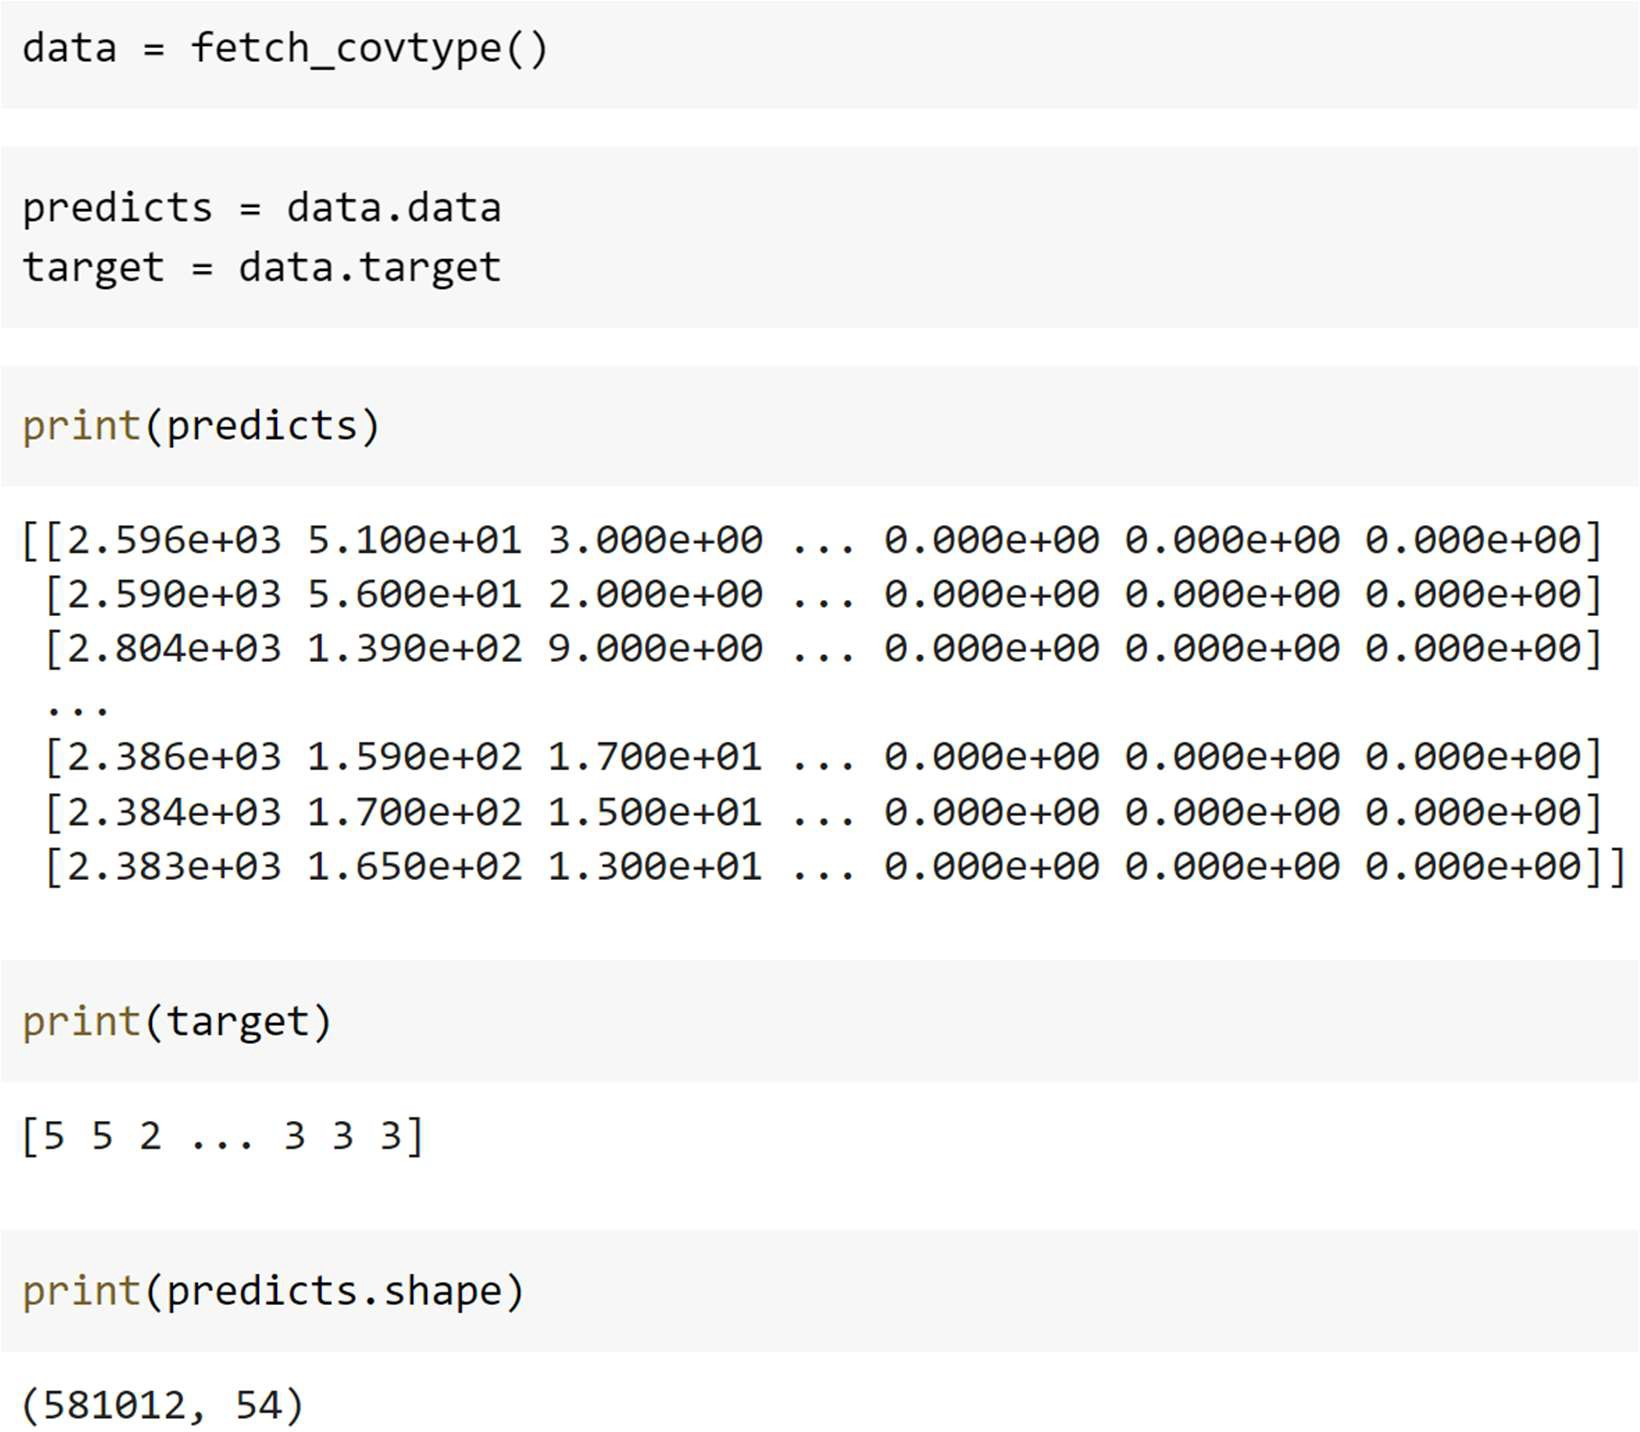 data = fetch_covtype()
predicts = data.data
target = data.target
print(predicts)
[[2.596e+03 5.100e+01 3.000e+00 ... 0.000e+00 0.000e+00 0.000e+00]
 [2.590e+03 5.600e+01 2.000e+00 ... 0.000e+00 0.000e+00 0.000e+00]
 [2.804e+03 1.390e+02 9.000e+00 ... 0.000e+00 0.000e+00 0.000e+00]
 ...
 [2.386e+03 1.590e+02 1.700e+01 ... 0.000e+00 0.000e+00 0.000e+00]
 [2.384e+03 1.700e+02 1.500e+01 ... 0.000e+00 0.000e+00 0.000e+00]
 [2.383e+03 1.650e+02 1.300e+01 ... 0.000e+00 0.000e+00 0.000e+00]]
print(target)
[5 5 2 ... 3 3 3]
print(predicts.shape)
(581012, 54)